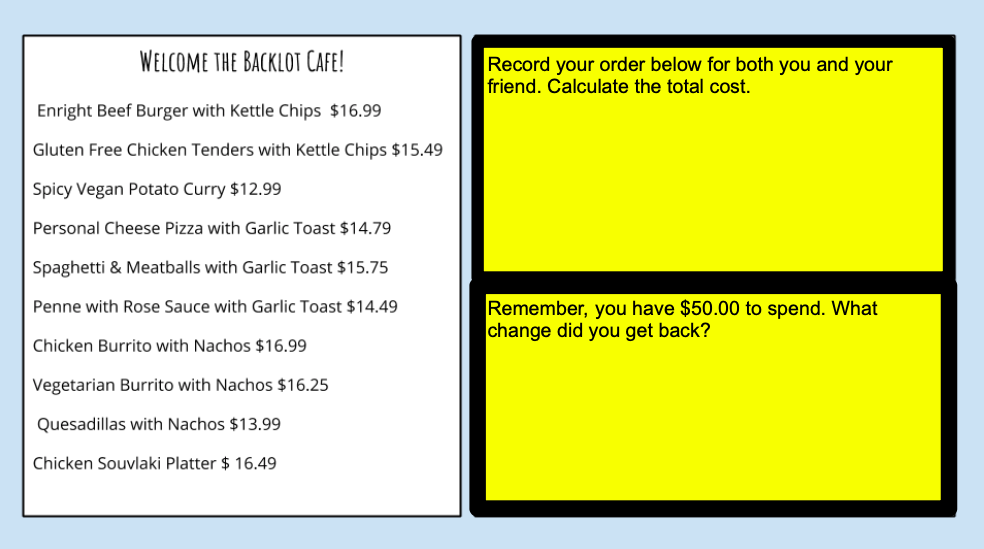 Welcome the Backlot Cafe!
Enright Beef Burger with Kettle Chips  $16.99
Gluten Free Chicken Tenders with Kettle Chips $15.49
Spicy Vegan Potato Curry $12.99
Personal Cheese Pizza with Garlic Toast $14.79
Spaghetti & Meatballs with Garlic Toast $15.75
Penne with Rose Sauce with Garlic Toast $14.49
Chicken Burrito with Nachos $16.99
Vegetarian Burrito with Nachos $16.25
Quesadillas with Nachos $13.99
Chicken Souvlaki Platter $ 16.49
Record your order below for both you and your
friend. Calculate the total cost.
Remember, you have $50.00 to spend. What
change did you get back?